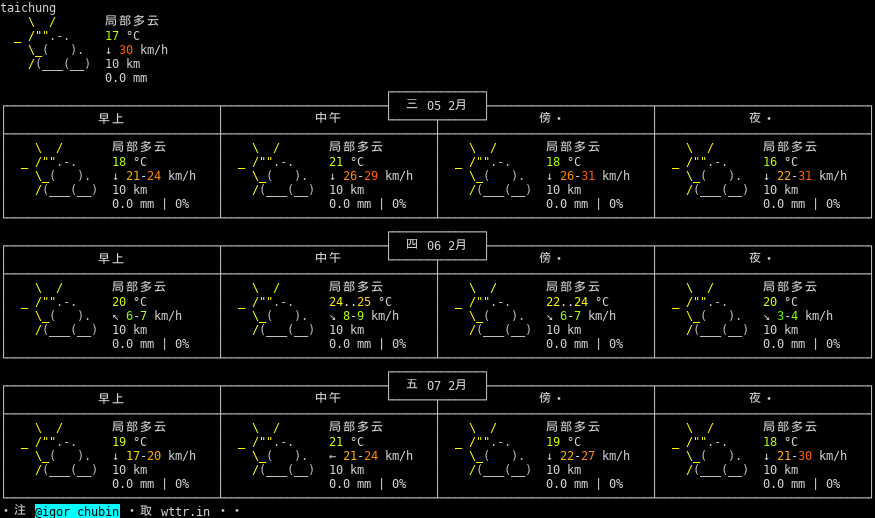 taichung
局部多云
17 °C
↓ 30 km/h
10 km
0.0 mm
三 05 2月
早上 中午 傍· 夜·
局部多云 局部多云 局部多云 局部多云
18 °C 21 °C 18 °C 16 °C
↓ 21-24 km/h ↓ 26-29 km/h ↓ 26-31 km/h ↓ 22-31 km/h
10 km 10 km 10 km 10 km
0.0 mm | 0% 0.0 mm | 0% 0.0 mm | 0% 0.0 mm | 0%
四 06 2月
早上 中午 傍· 夜·
局部多云 局部多云 局部多云 局部多云
20 °C 24..25 °C 22..24 °C 20 °C
↖ 6-7 km/h ↘ 8-9 km/h ↘ 6-7 km/h ↘ 3-4 km/h
10 km 10 km 10 km 10 km
0.0 mm | 0% 0.0 mm | 0% 0.0 mm | 0% 0.0 mm | 0%
五 07 2月
早上 中午 傍· 夜·
局部多云 局部多云 局部多云 局部多云
19 °C 21 °C 19 °C 18 °C
↓ 17-20 km/h ← 21-24 km/h ↓ 22-27 km/h ↓ 21-30 km/h
10 km 10 km 10 km 10 km
0.0 mm | 0% 0.0 mm | 0% 0.0 mm | 0% 0.0 mm | 0%
·注 @igor_chubin ·取 wttr.in ··